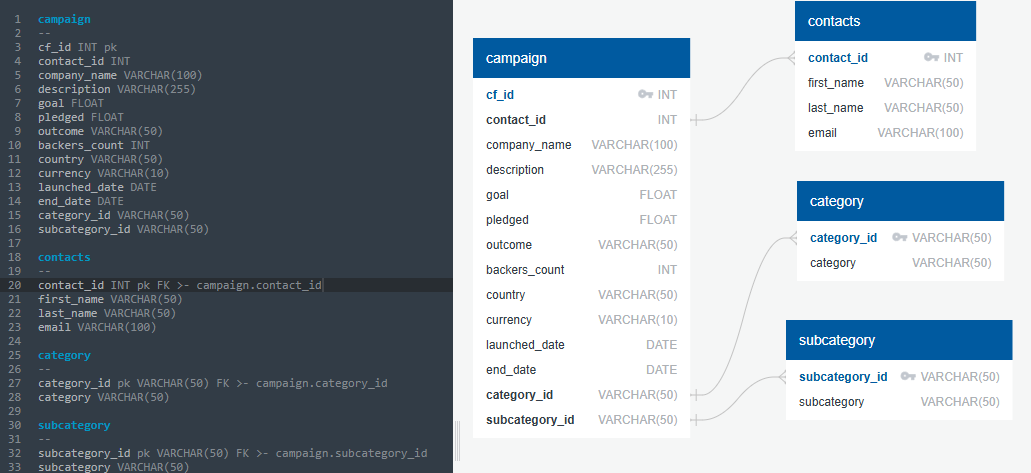 1 campaign
2 --
3 cf_id INT pk
4 contact_id INT
5 company_name VARCHAR(100)
6 description VARCHAR(255)
7 goal FLOAT
8 pledged FLOAT
9 outcome VARCHAR(50)
10 backers_count INT
11 country VARCHAR(50)
12 currency VARCHAR(10)
13 launched_date DATE
14 end_date DATE
15 category_id VARCHAR(50)
16 subcategory_id VARCHAR(50)
17
18 contacts
19 --
20 contact_id INT pk FK >- campaign.contact_id
21 first_name VARCHAR(50)
22 last_name VARCHAR(50)
23 email VARCHAR(100)
24
25 category
26 --
27 category_id pk VARCHAR(50) FK >- campaign.category_id
28 category VARCHAR(50)
29
30 subcategory
31 --
32 subcategory_id pk VARCHAR(50) FK >- campaign.subcategory_id
33 subcategory VARCHAR(50)
campaign
cf_id INT
contact_id INT
company_name VARCHAR(100)
description VARCHAR(255)
goal FLOAT
pledged FLOAT
outcome VARCHAR(50)
backers_count INT
country VARCHAR(50)
currency VARCHAR(10)
launched_date DATE
end_date DATE
category_id VARCHAR(50)
subcategory_id VARCHAR(50)
contacts
contact_id INT
first_name VARCHAR(50)
last_name VARCHAR(50)
email VARCHAR(100)
category
category_id VARCHAR(50)
category VARCHAR(50)
subcategory
subcategory_id VARCHAR(50)
subcategory VARCHAR(50)